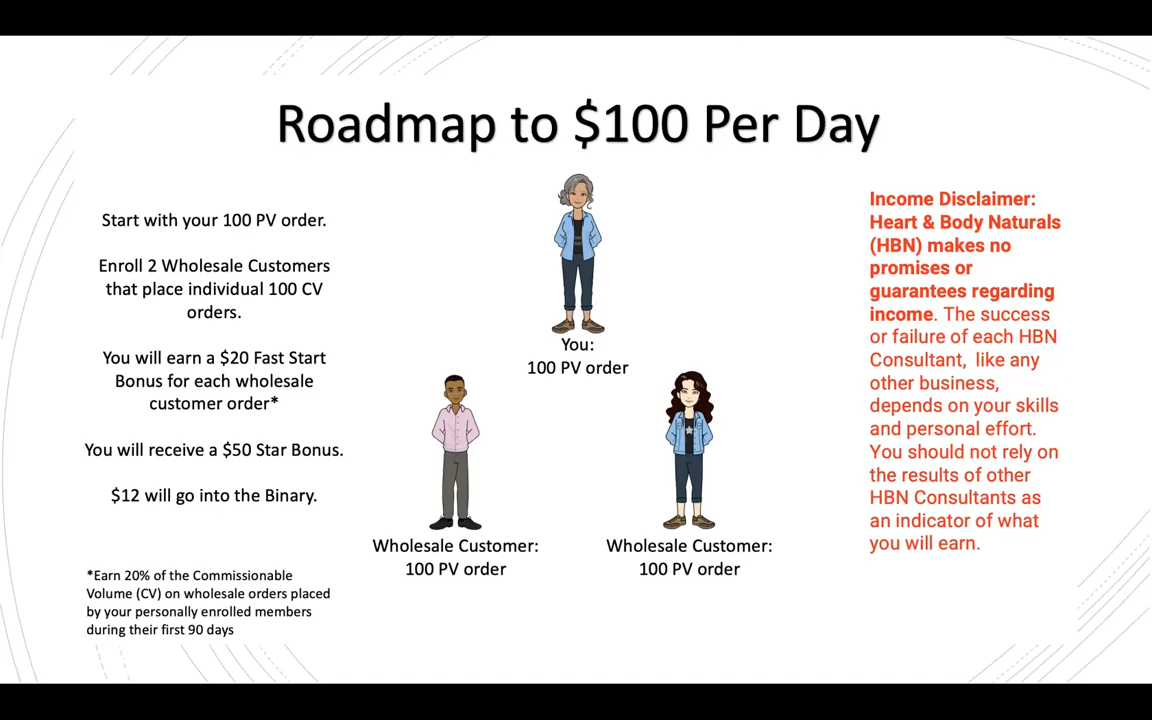 Roadmap to $100 Per Day
Start with your 100 PV order.
Enroll 2 Wholesale Customers
that place individual 100 CV
orders.
You will earn a $20 Fast Start
Bonus for each wholesale
customer order*
You will receive a $50 Star Bonus.
$12 will go into the Binary.
*Earn 20% of the Commissionable
Volume (CV) on wholesale orders placed
by your personally enrolled members
during their first 90 days
You:
100 PV order
Wholesale Customer:
100 PV order
Wholesale Customer:
100 PV order
Income Disclaimer:
Heart & Body Naturals
(HBN) makes no
promises or
guarantees regarding
income. The success
or failure of each HBN
Consultant, like any
other business,
depends on your skills
and personal effort.
You should not rely on
the results of other
HBN Consultants as
an indicator of what
you will earn.